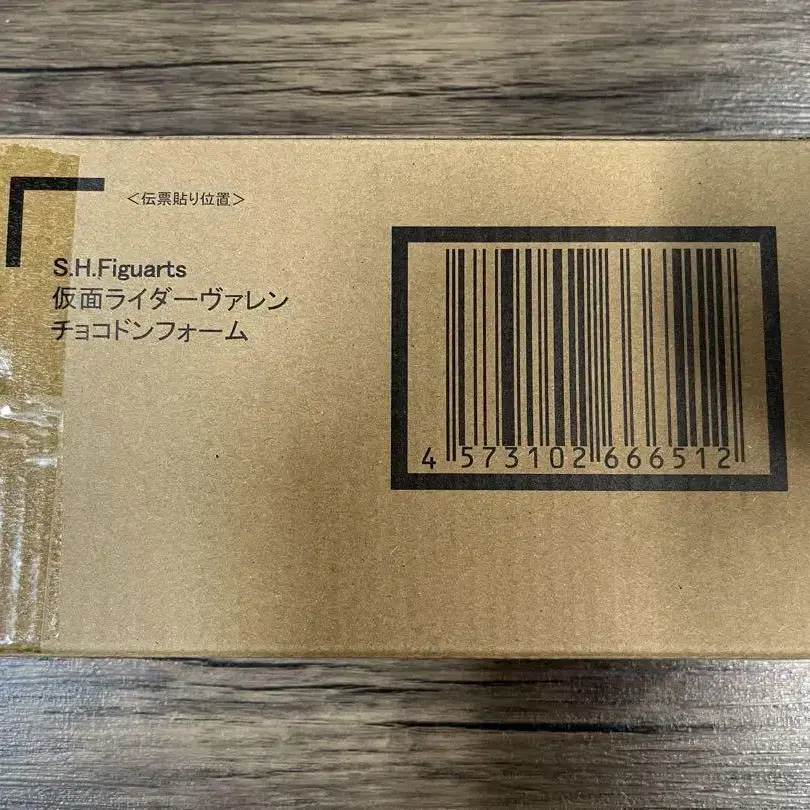 ＜伝票貼り位置＞
S.H.Figuarts
仮面ライダーヴァレン
チョコドンフォーム
4 573102 666512